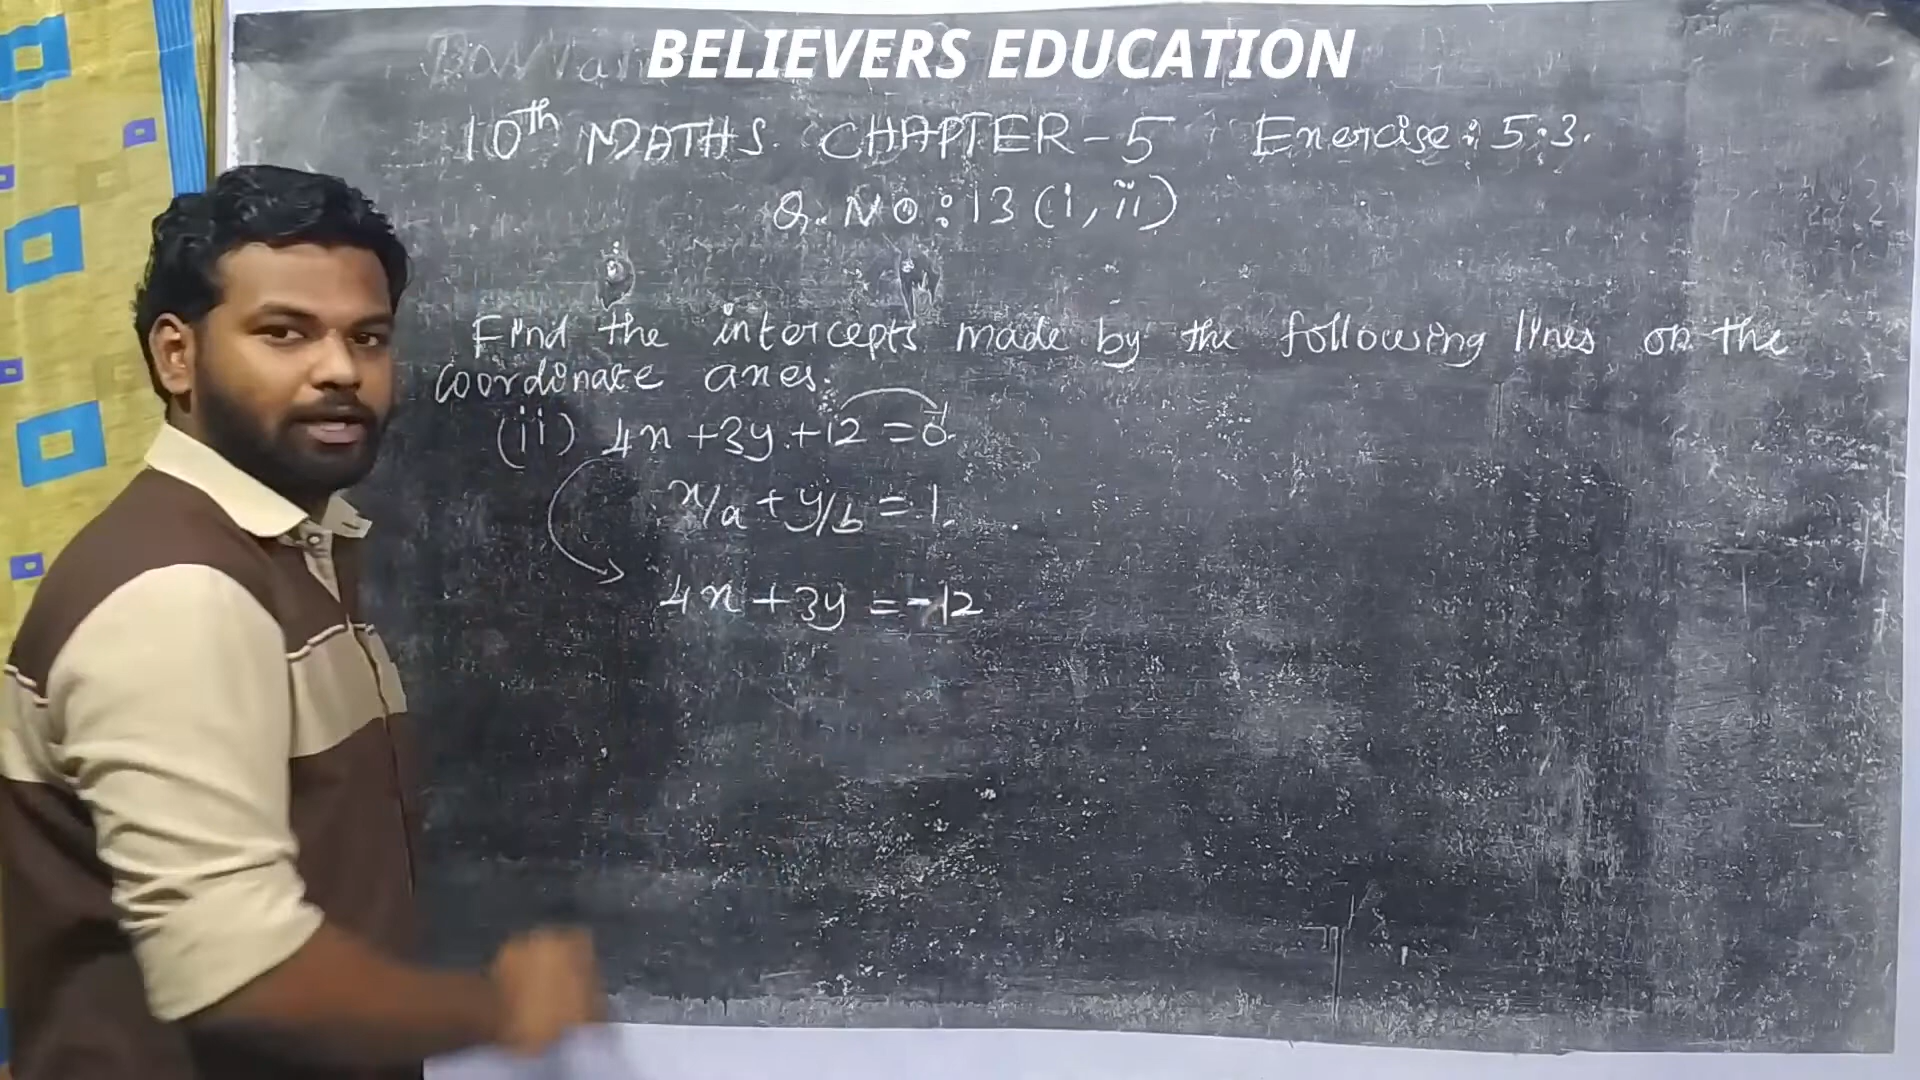 BELIEVERS EDUCATION
10th MATHS. CHAPTER-5 Exercise: 5.3.
Q. NO: 13 (i, ii)
Find the intercepts made by the following lines on the
coordinate axes.
(ii) 4x +3y +12 =0
x/a + y/b = 1.
4x +3y = -12